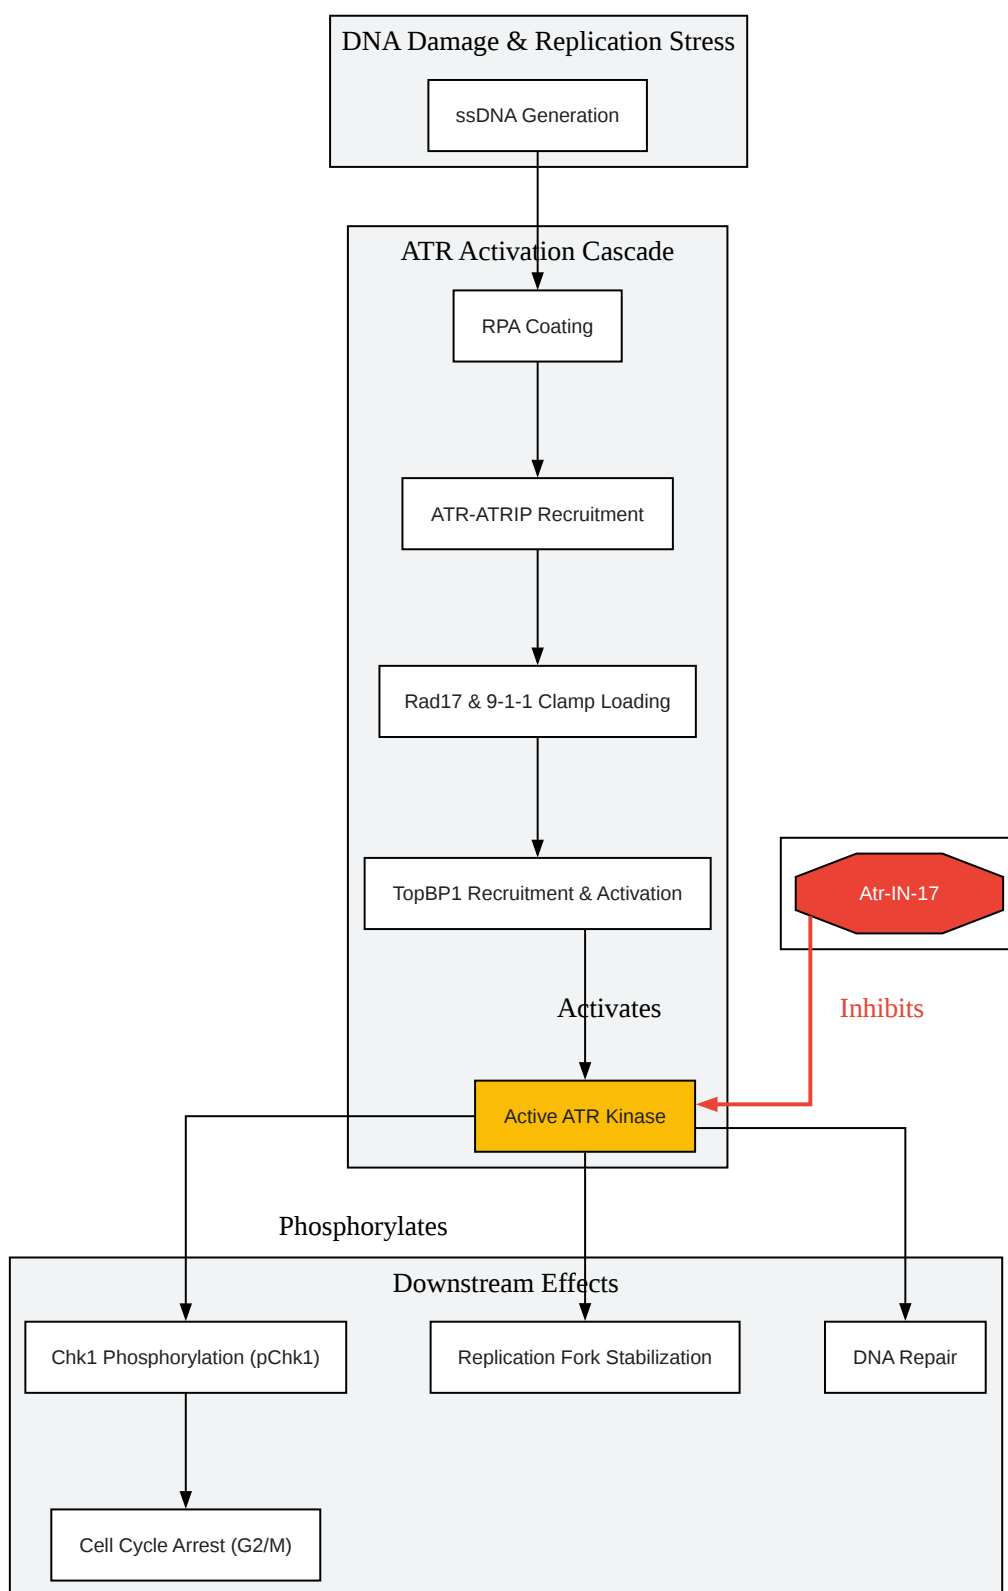 DNA Damage & Replication Stress
ssDNA Generation
ATR Activation Cascade
RPA Coating
ATR-ATRIP Recruitment
Rad17 & 9-1-1 Clamp Loading
TopBP1 Recruitment & Activation
Atr-IN-17
Activates
Inhibits
Active ATR Kinase
Phosphorylates
Downstream Effects
Chk1 Phosphorylation (pChk1)
Replication Fork Stabilization
DNA Repair
Cell Cycle Arrest (G2/M)